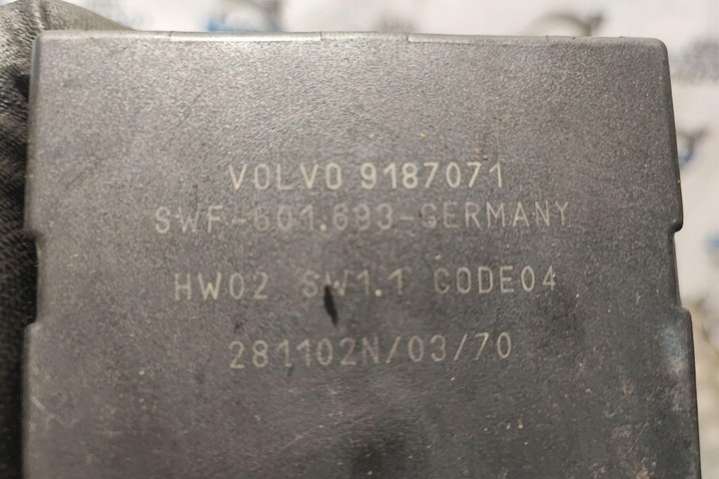 VOLVO 9187071
SWF-601.693-GERMANY
HW02 SW1.1 CODE04
281102N/03/70